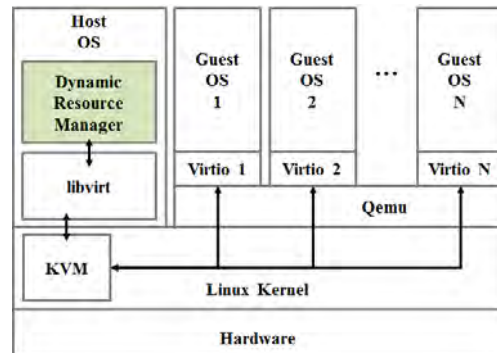 Host
OS
Dynamic
Resource
Manager
libvirt
KVM
Guest
OS
1
Virtio 1
Guest
OS
2
Virtio 2
...
Guest
OS
N
Virtio N
Qemu
Linux Kernel
Hardware